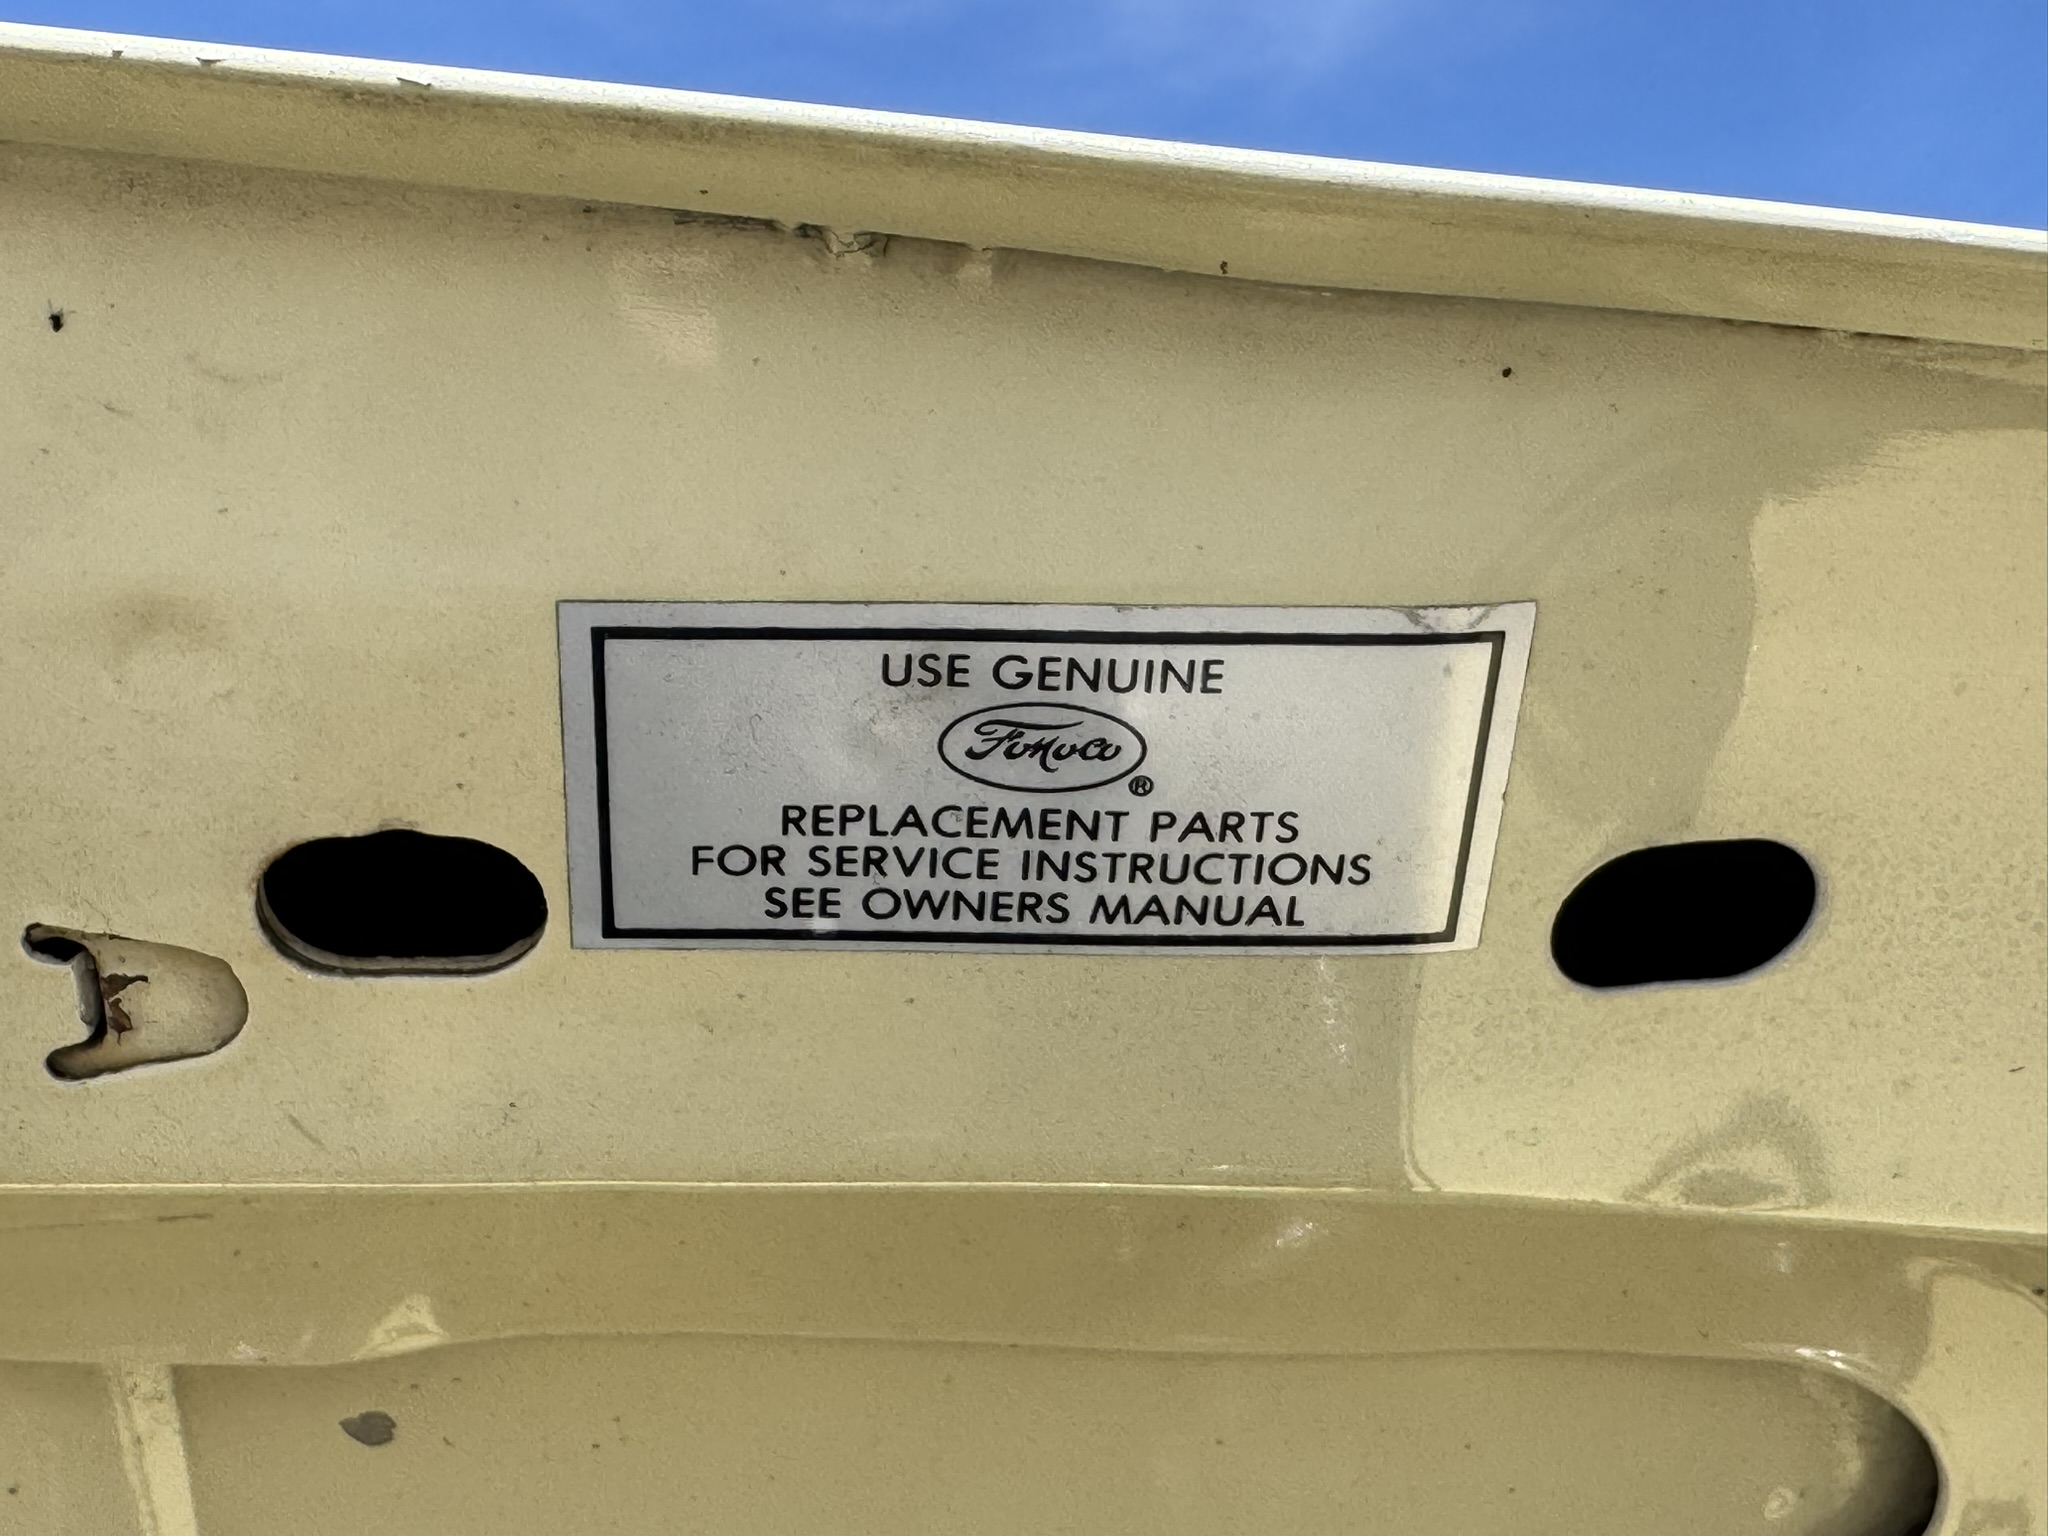 USE GENUINE
FoMoCo
®
REPLACEMENT PARTS
FOR SERVICE INSTRUCTIONS
SEE OWNERS MANUAL